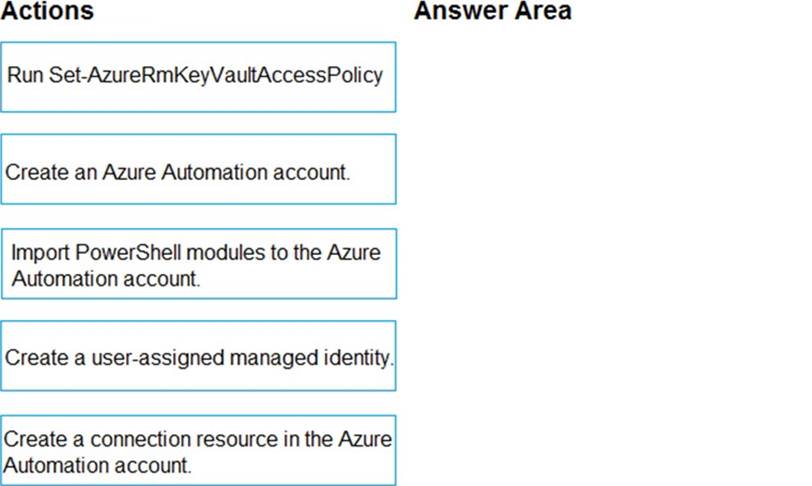 Actions
Answer Area
Run Set-AzureRmKeyVaultAccessPolicy
Create an Azure Automation account.
Import PowerShell modules to the Azure
Automation account.
Create a user-assigned managed identity.
Create a connection resource in the Azure
Automation account.